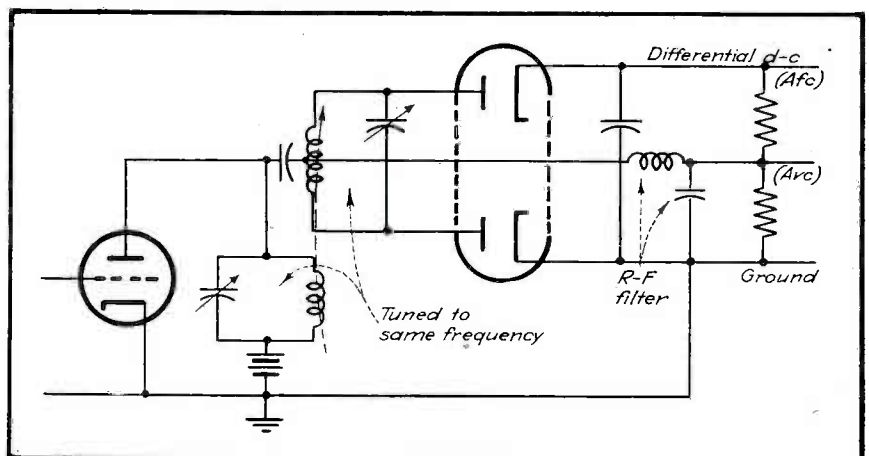 Differential d-c
(Afc)
(Avc)
R-F
filter
Ground
Tuned to
same frequency